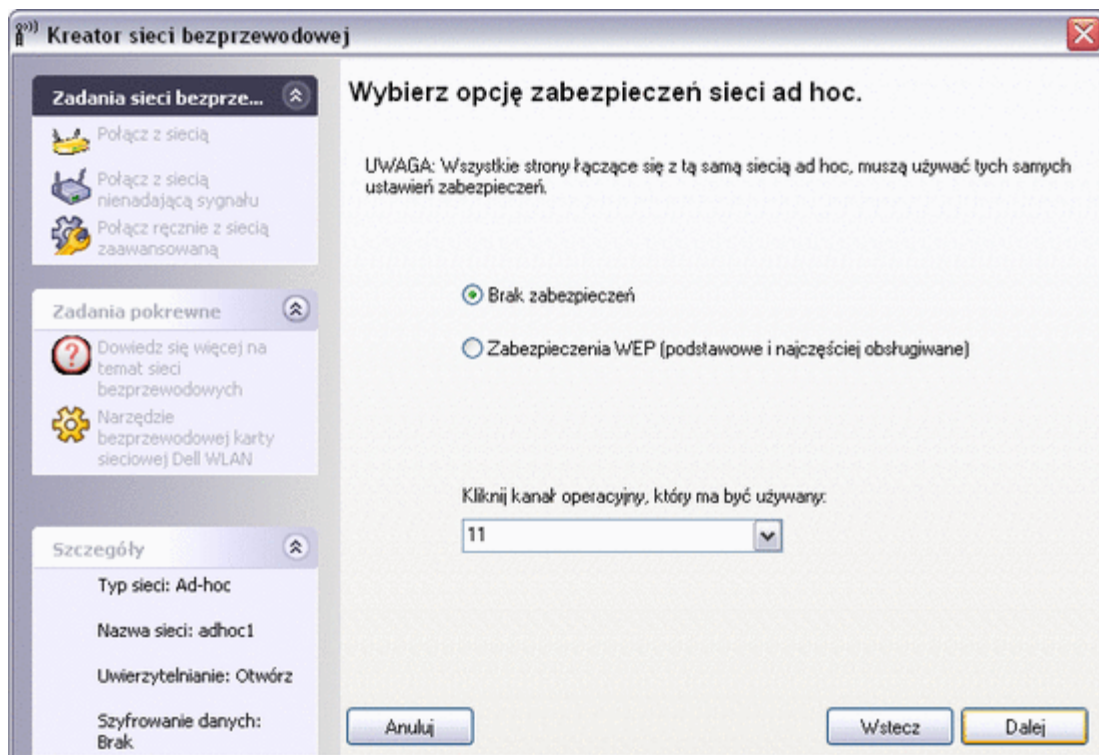 Kreator sieci bezprzewodowej
Zadania sieci bezprze...
Połącz z siecią
Połącz z siecią
nienadającą sygnału
Połącz ręcznie z siecią
zaawansowaną
Zadania pokrewne
Dowiedz się więcej na
temat sieci
bezprzewodowych
Narzędzie
bezprzewodowej karty
sieciowej Dell WLAN
Szczegóły
Typ sieci: Ad-hoc
Nazwa sieci: adhoc1
Uwierzytelnianie: Otwórz
Szyfrowanie danych:
Brak
Wybierz opcję zabezpieczeń sieci ad hoc.
UWAGA: Wszystkie strony łączące się z tą samą siecią ad hoc, muszą używać tych samych
ustawień zabezpieczeń.
Brak zabezpieczeń
Zabezpieczenia WEP (podstawowe i najczęściej obsługiwane)
Kliknij kanał operacyjny, który ma być używany:
11
Anuluj
Wstecz
Dalej